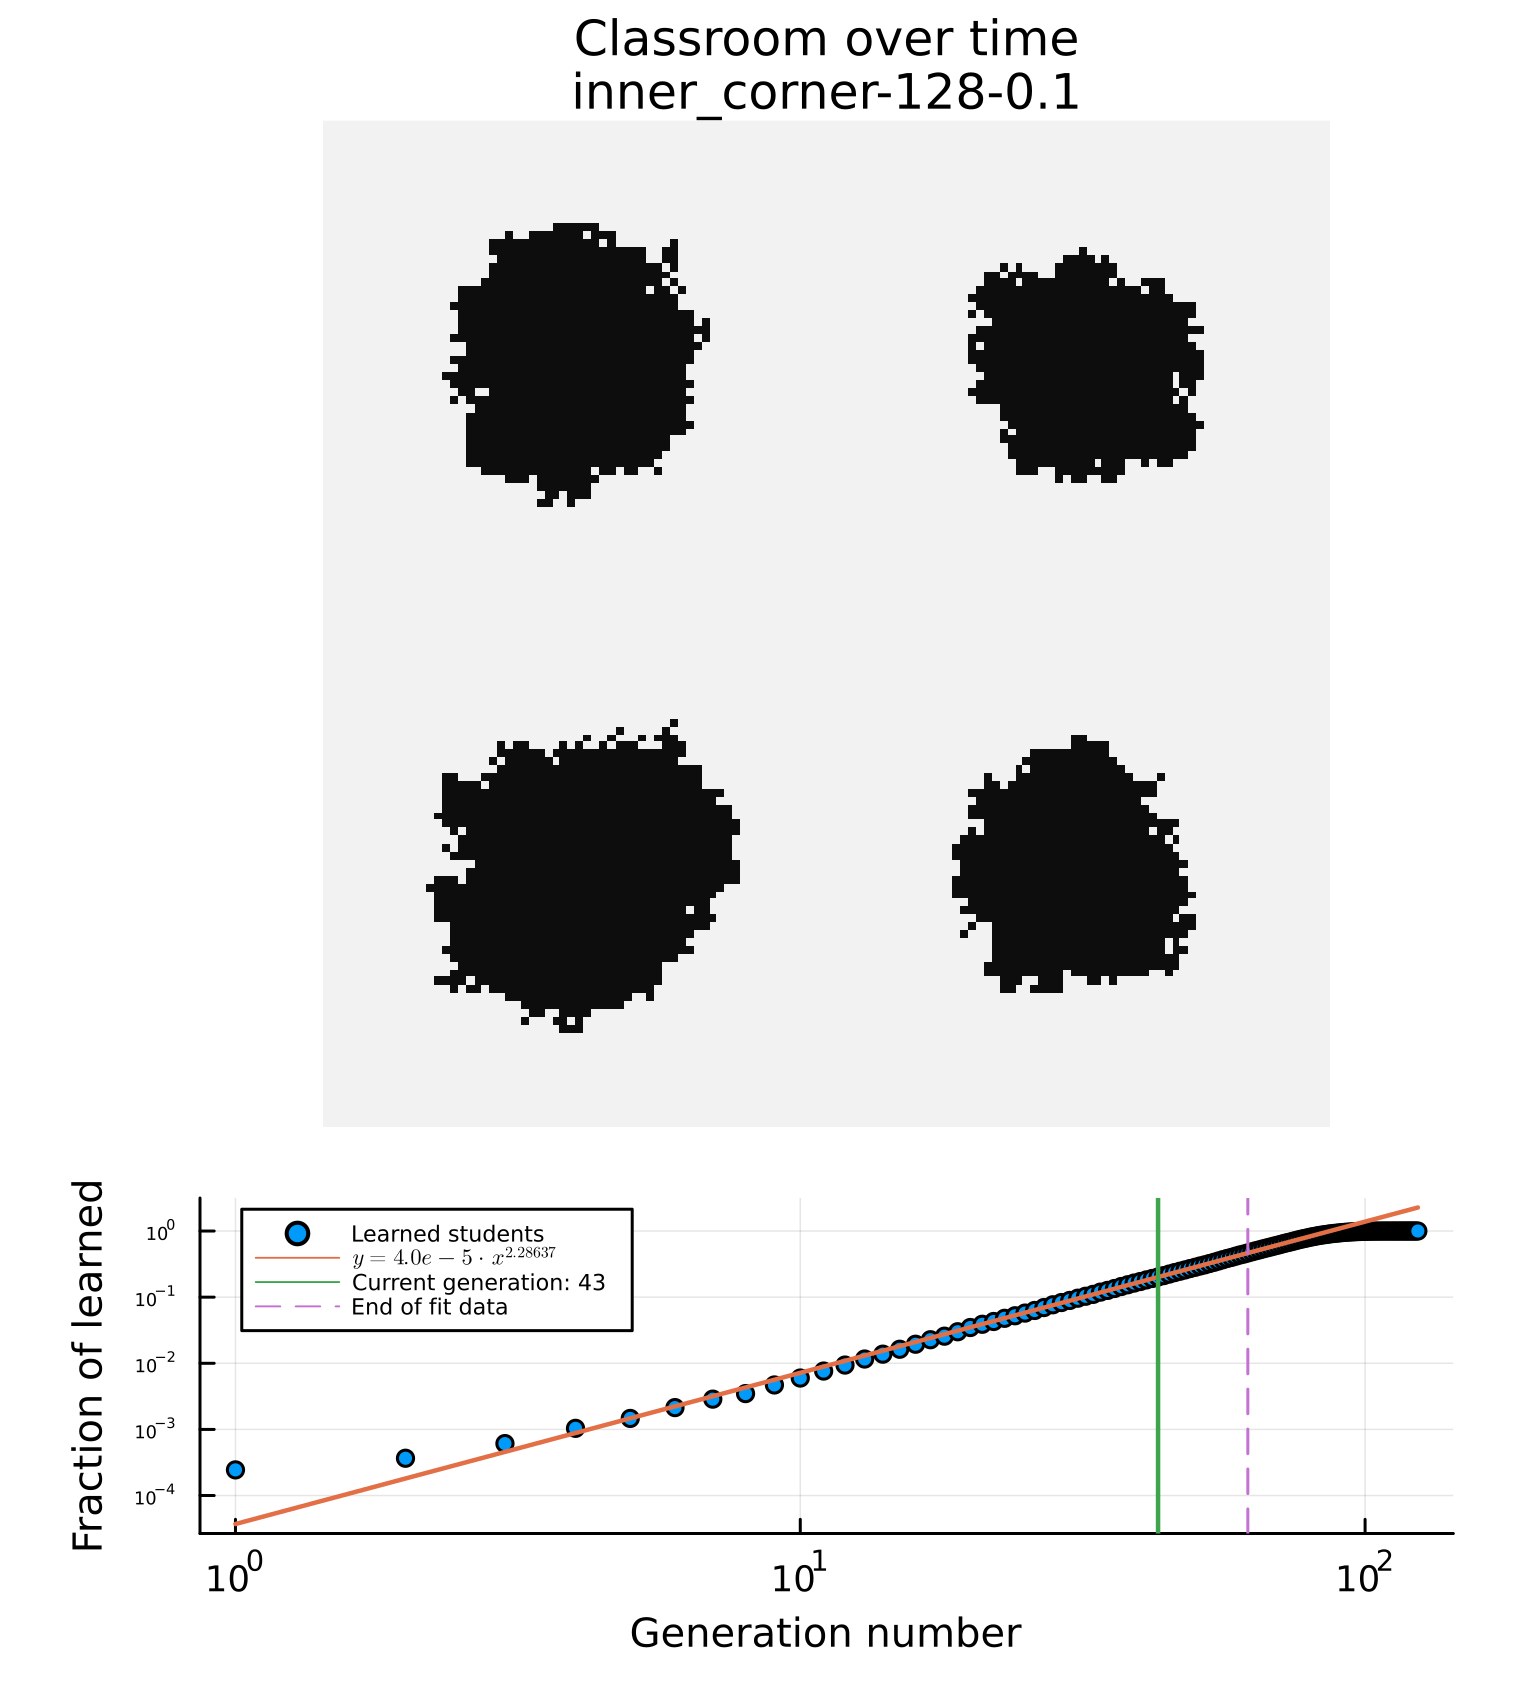 Classroom over time
inner_corner-128-0.1
Fraction of learned
10^0
10^-1
10^-2
10^-3
10^-4
Learned students
y = 4.0e − 5 · x^2.28637
Current generation: 43
End of fit data
10^0 10^1 10^2
Generation number